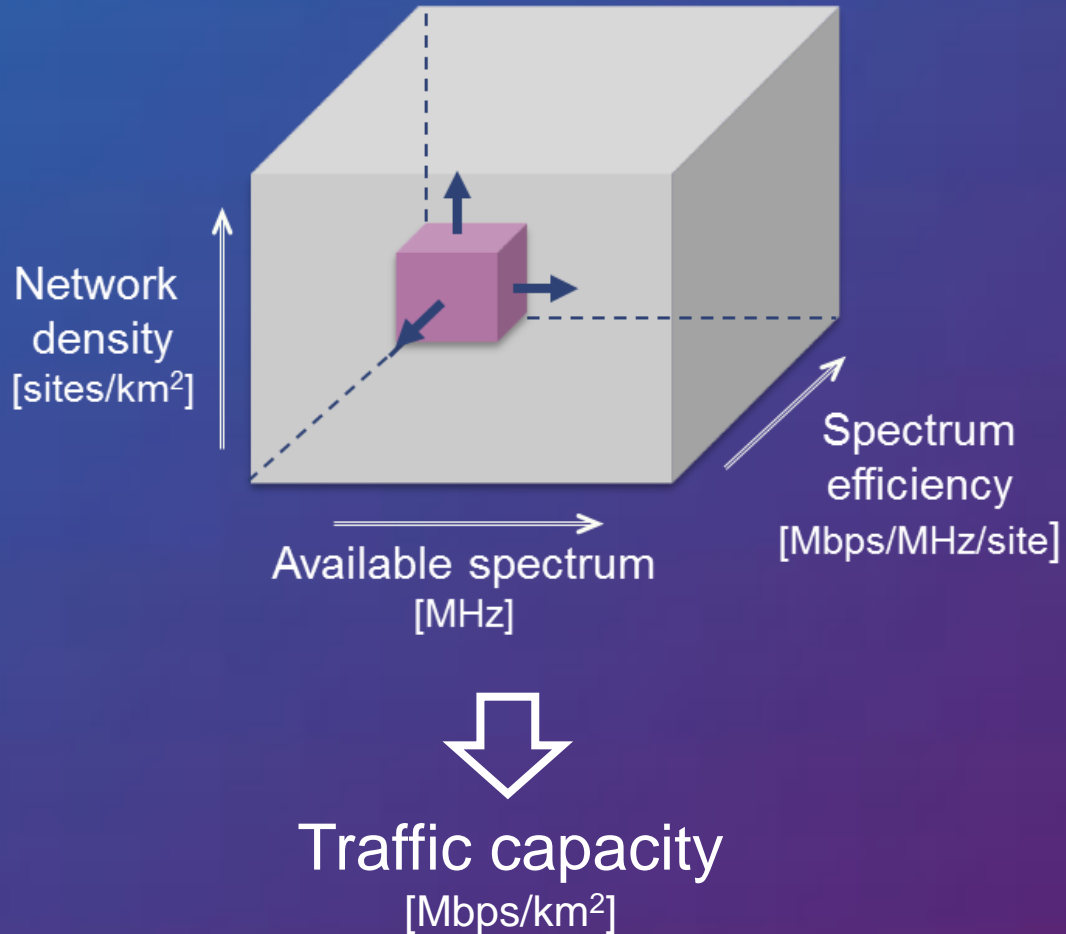 Network
density
[sites/km²]
Spectrum
efficiency
[Mbps/MHz/site]
Available spectrum
[MHz]
Traffic capacity
[Mbps/km²]